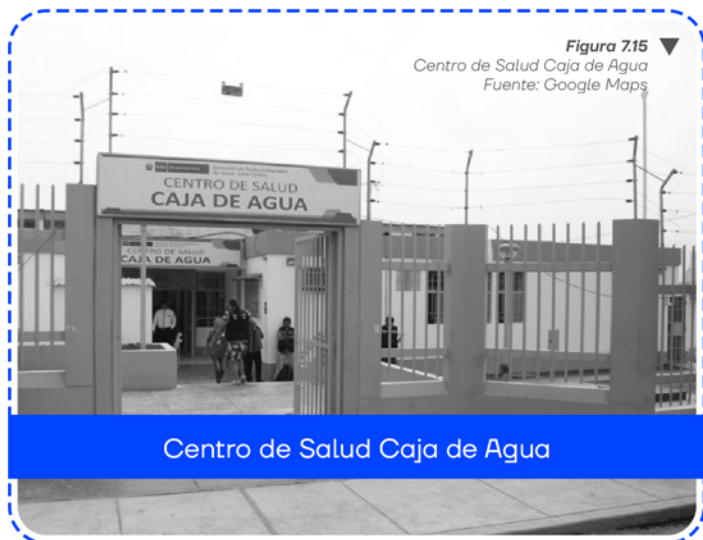 Figura 7.15
Centro de Salud Caja de Agua
Fuente: Google Maps
CENTRO DE SALUD
CAJA DE AGUA
CENTRO DE SALUD
CAJA DE AGUA
Centro de Salud Caja de Agua